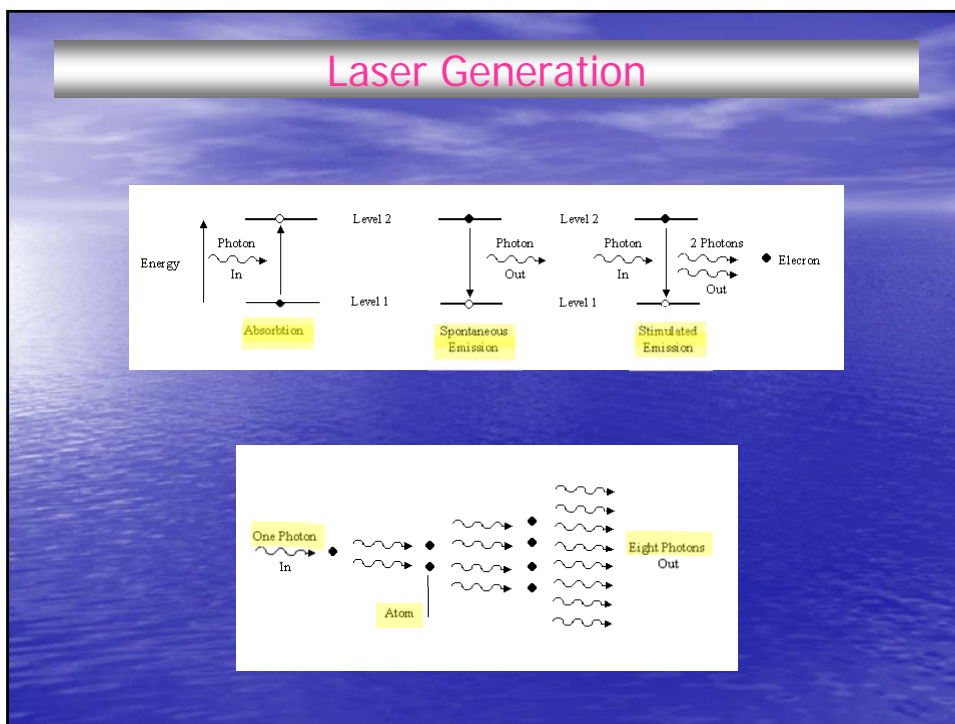 Laser Generation
Level 2 Level 2
Photon Photon Photon 2 Photons
Energy Elecron
In Out In Out
Level 1 Level 1
Absorbtion Spontaneous Stimulated
Emission Emission
One Photon Eight Photons
In Out
Atom